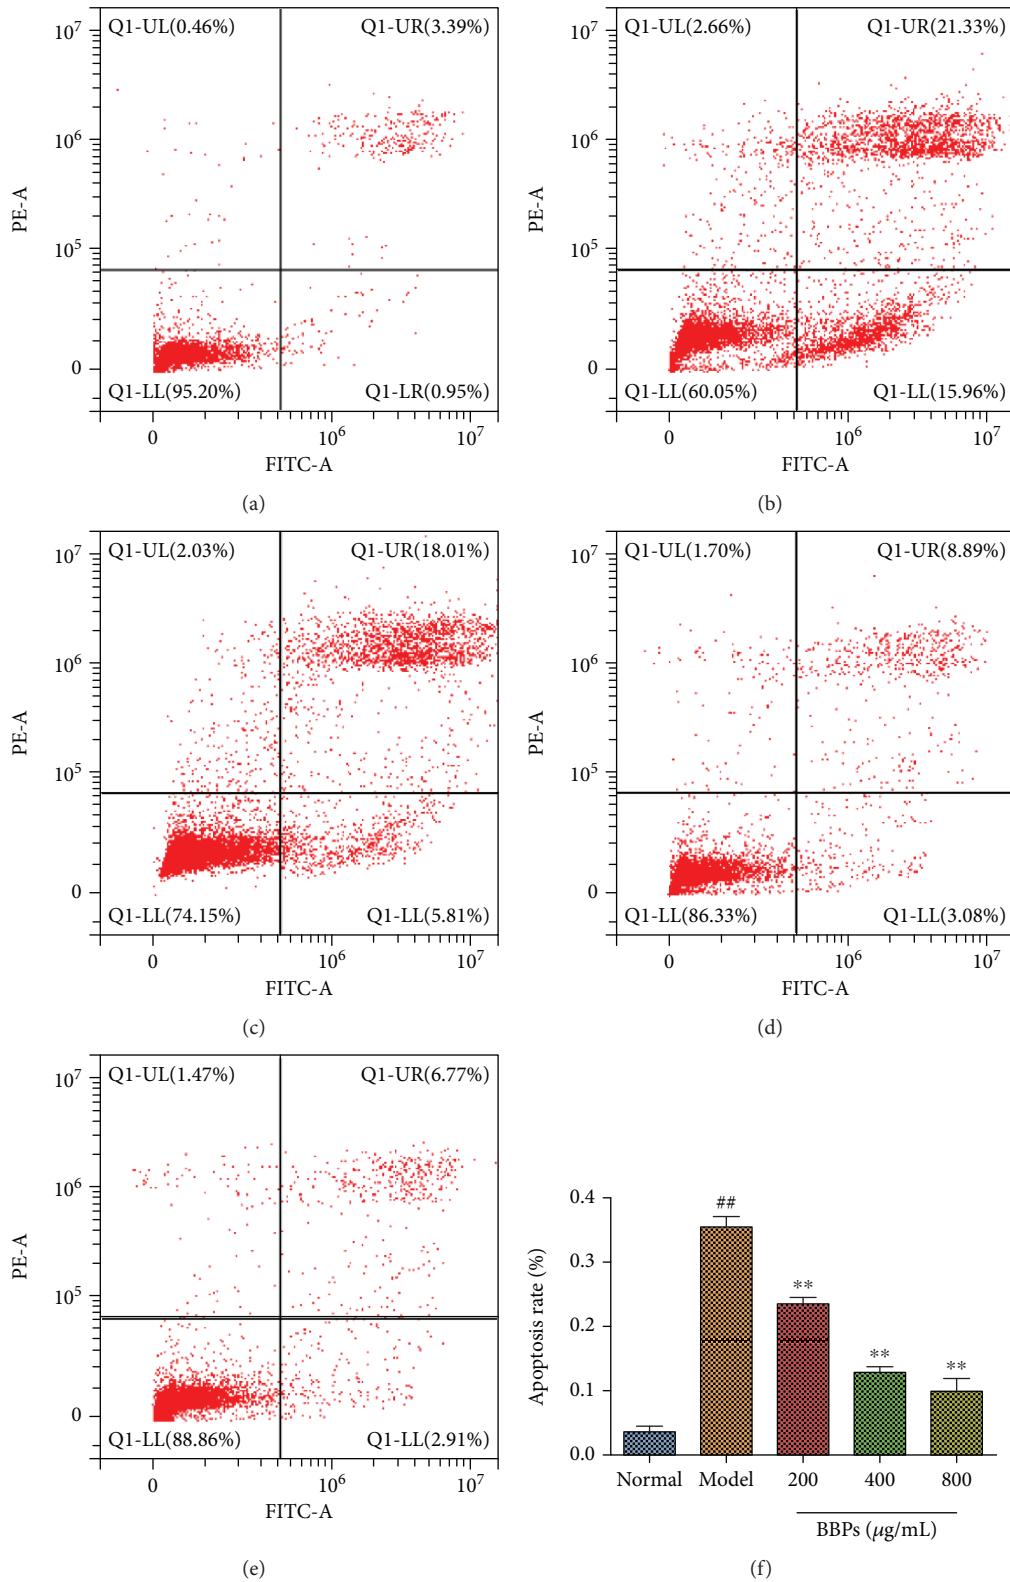 Q1-UL(0.46%) Q1-UR(3.39%)
10⁷
10⁶
10⁵
0
PE-A
Q1-LL(95.20%) Q1-LR(0.95%)
0 10⁶ 10⁷
FITC-A
(a)
Q1-UL(2.66%) Q1-UR(21.33%)
10⁷
10⁶
10⁵
0
PE-A
Q1-LL(60.05%) Q1-LL(15.96%)
0 10⁶ 10⁷
FITC-A
(b)
Q1-UL(2.03%) Q1-UR(18.01%)
10⁷
10⁶
10⁵
0
PE-A
Q1-LL(74.15%) Q1-LL(5.81%)
0 10⁶ 10⁷
FITC-A
(c)
Q1-UL(1.70%) Q1-UR(8.89%)
10⁷
10⁶
10⁵
0
PE-A
Q1-LL(86.33%) Q1-LL(3.08%)
0 10⁶ 10⁷
FITC-A
(d)
Q1-UL(1.47%) Q1-UR(6.77%)
10⁷
10⁶
10⁵
0
PE-A
Q1-LL(88.86%) Q1-LL(2.91%)
0 10⁶ 10⁷
FITC-A
(e)
0.4
0.3
0.2
0.1
0.0
Apoptosis rate (%)
##
**
**
**
Normal Model 200 400 800
BBPs (μg/mL)
(f)